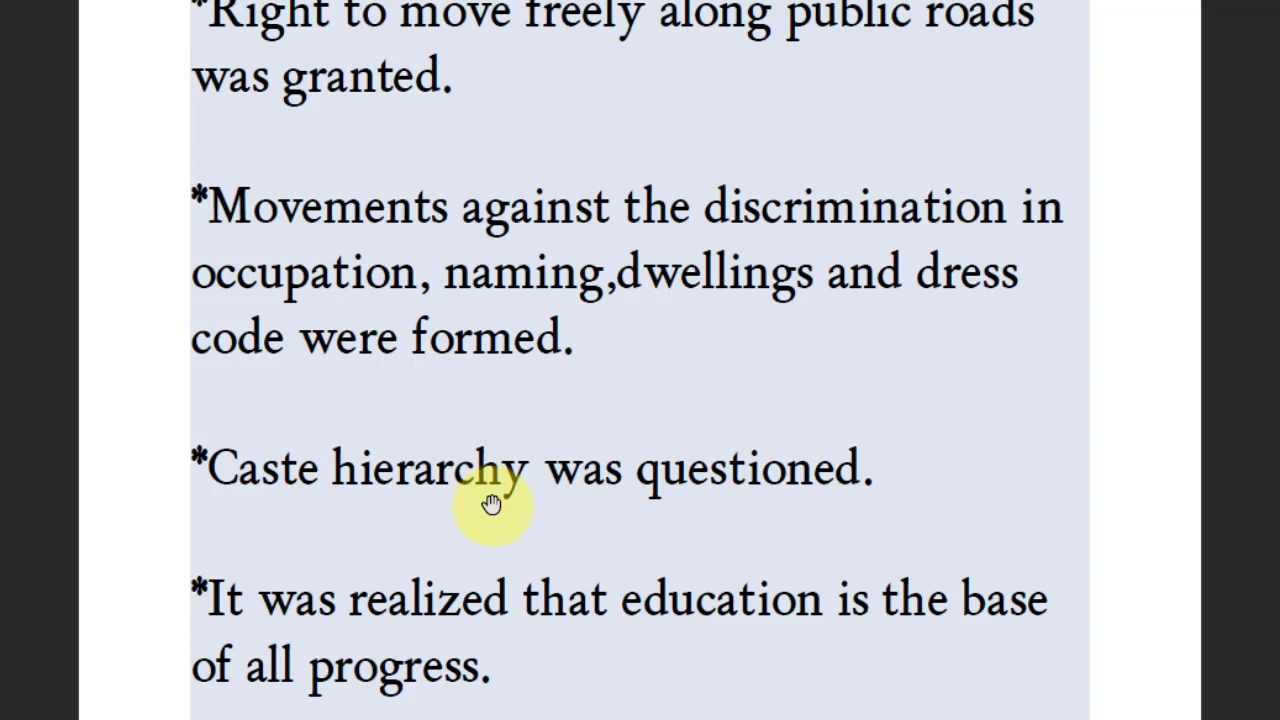 *Right to move freely along public roads
was granted.
*Movements against the discrimination in
occupation, naming,dwellings and dress
code were formed.
*Caste hierarchy was questioned.
*It was realized that education is the base
of all progress.